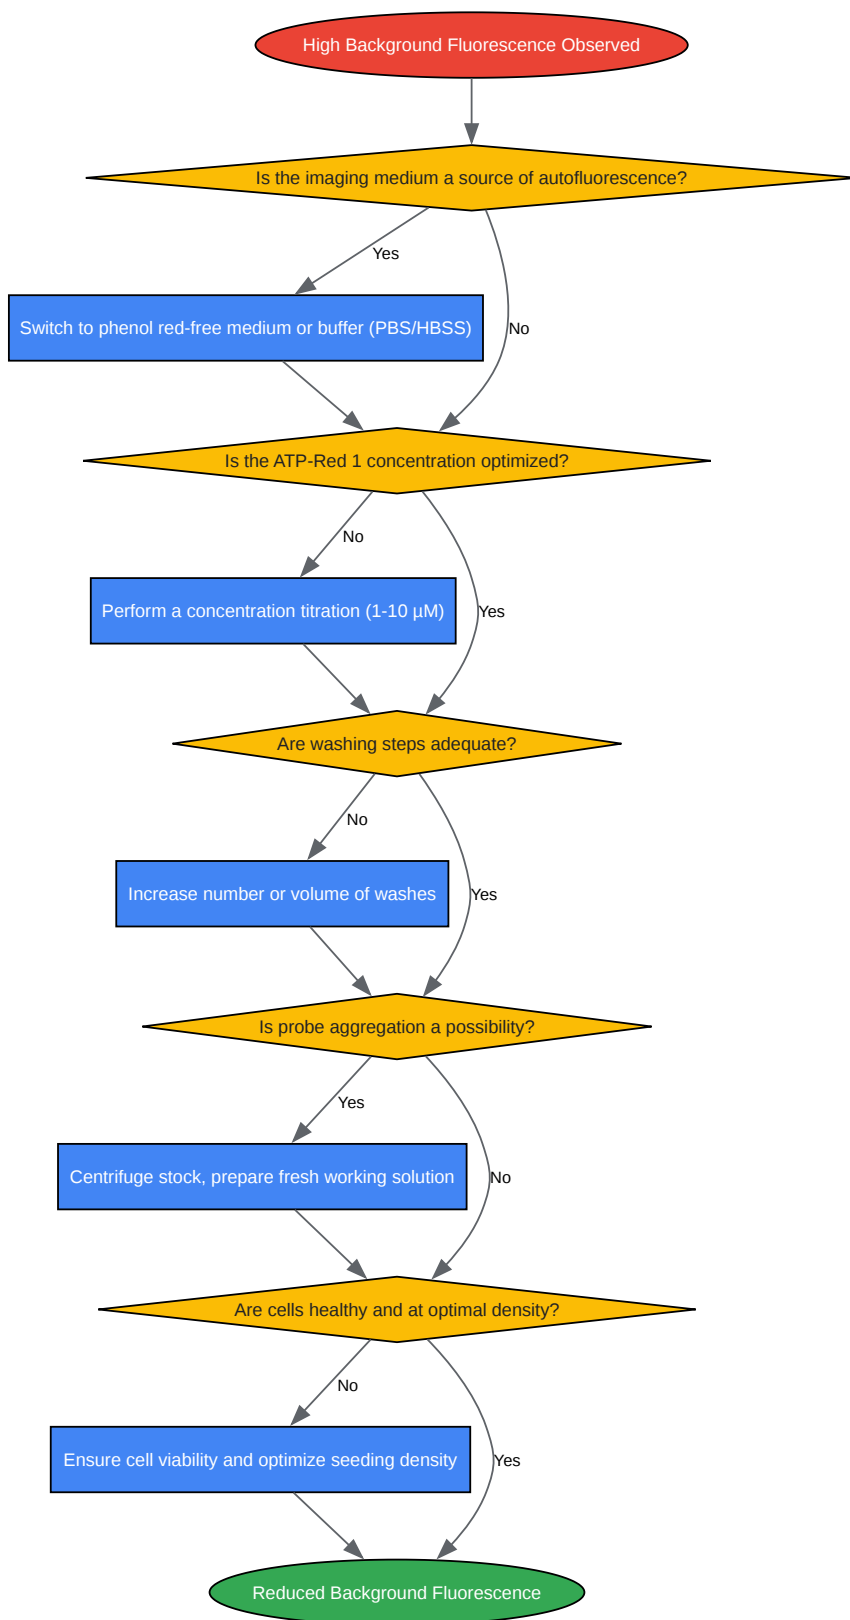 High Background Fluorescence Observed
Is the imaging medium a source of autofluorescence?
Yes
Switch to phenol red-free medium or buffer (PBS/HBSS)
No
Is the ATP-Red 1 concentration optimized?
No
Perform a concentration titration (1-10 µM)
Yes
Are washing steps adequate?
No
Increase number or volume of washes
Yes
Is probe aggregation a possibility?
Yes
Centrifuge stock, prepare fresh working solution
No
Are cells healthy and at optimal density?
No
Ensure cell viability and optimize seeding density
Yes
Reduced Background Fluorescence